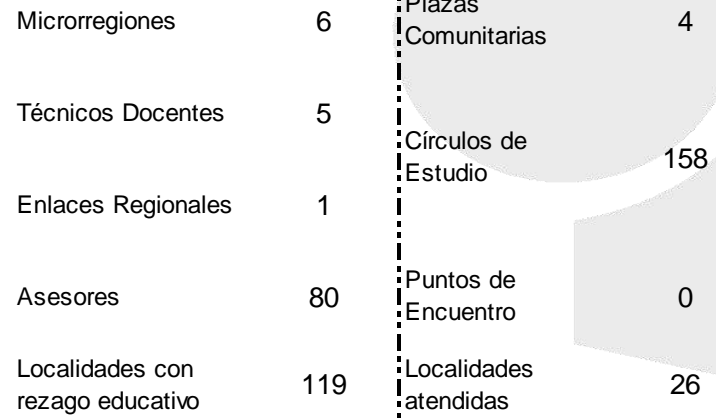 Microrregiones 6
Técnicos Docentes 5
Enlaces Regionales 1
Asesores 80
Localidades con
rezago educativo 119
Plazas
Comunitarias 4
Círculos de
Estudio 158
Puntos de
Encuentro 0
Localidades
atendidas 26